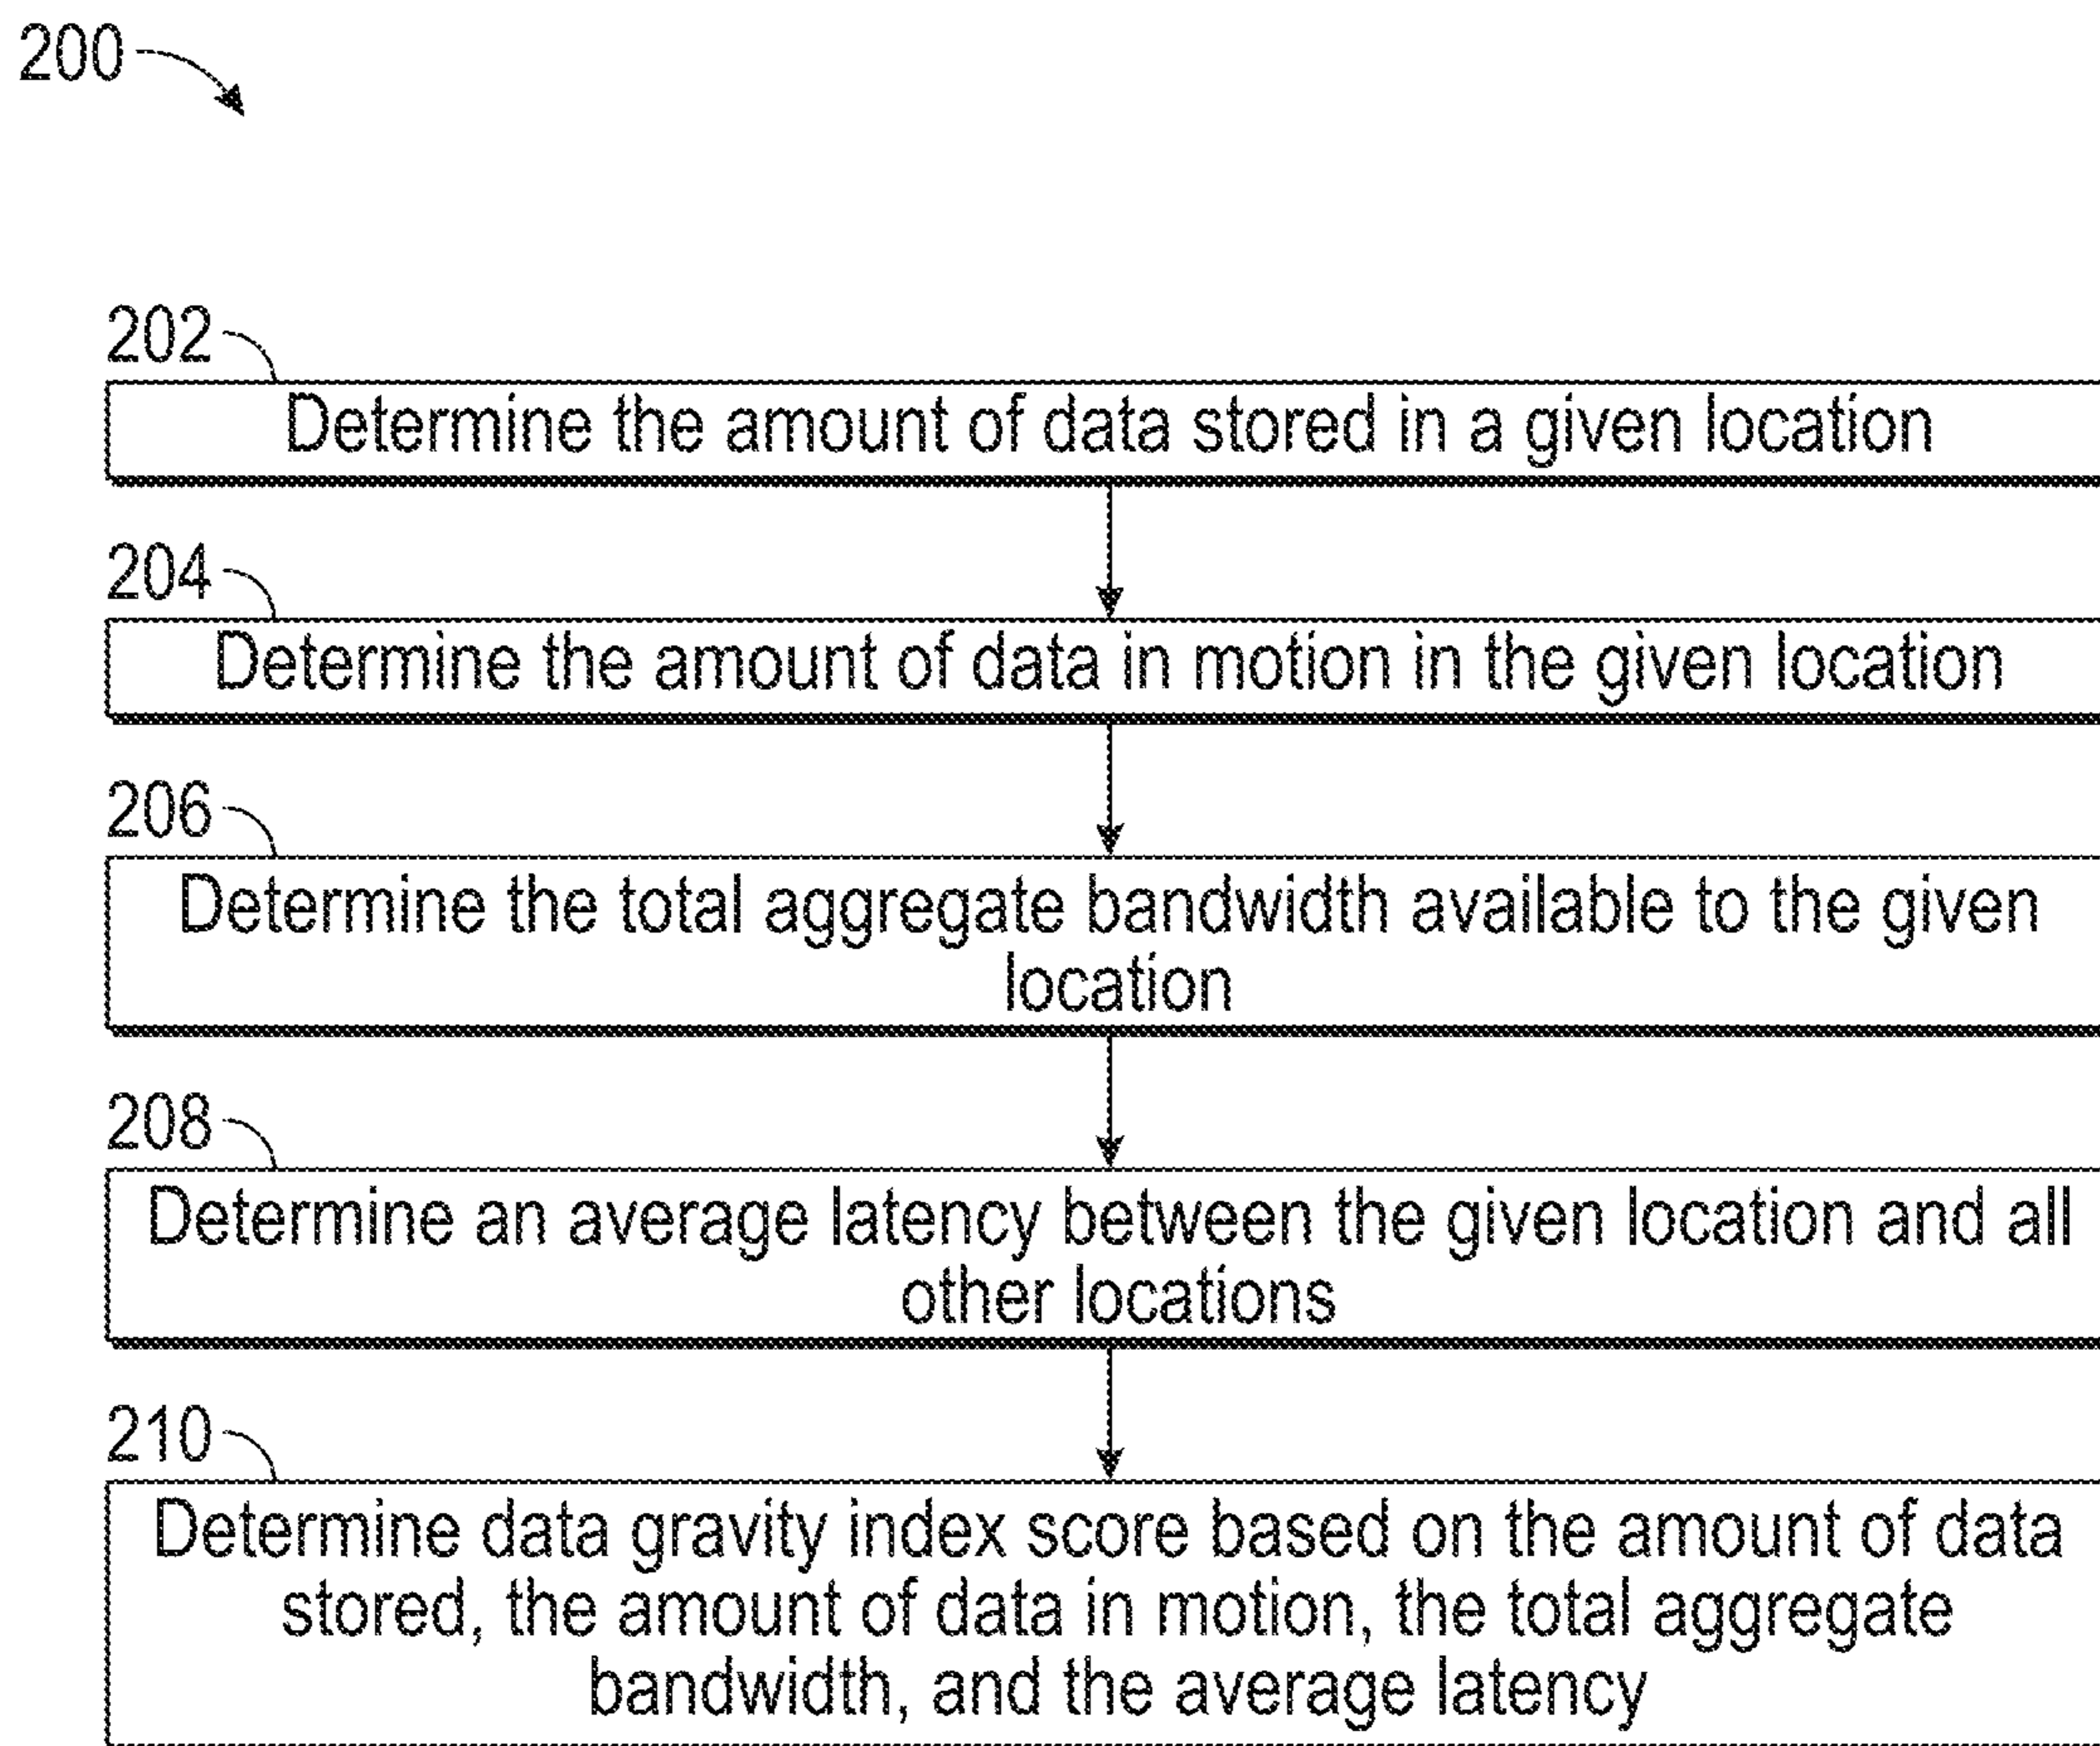 200
202
Determine the amount of data stored in a given location
204
Determine the amount of data in motion in the given location
206
Determine the total aggregate bandwidth available to the given
location
208
Determine an average latency between the given location and all
other locations
210
Determine data gravity index score based on the amount of data
stored, the amount of data in motion, the total aggregate
bandwidth, and the average latency